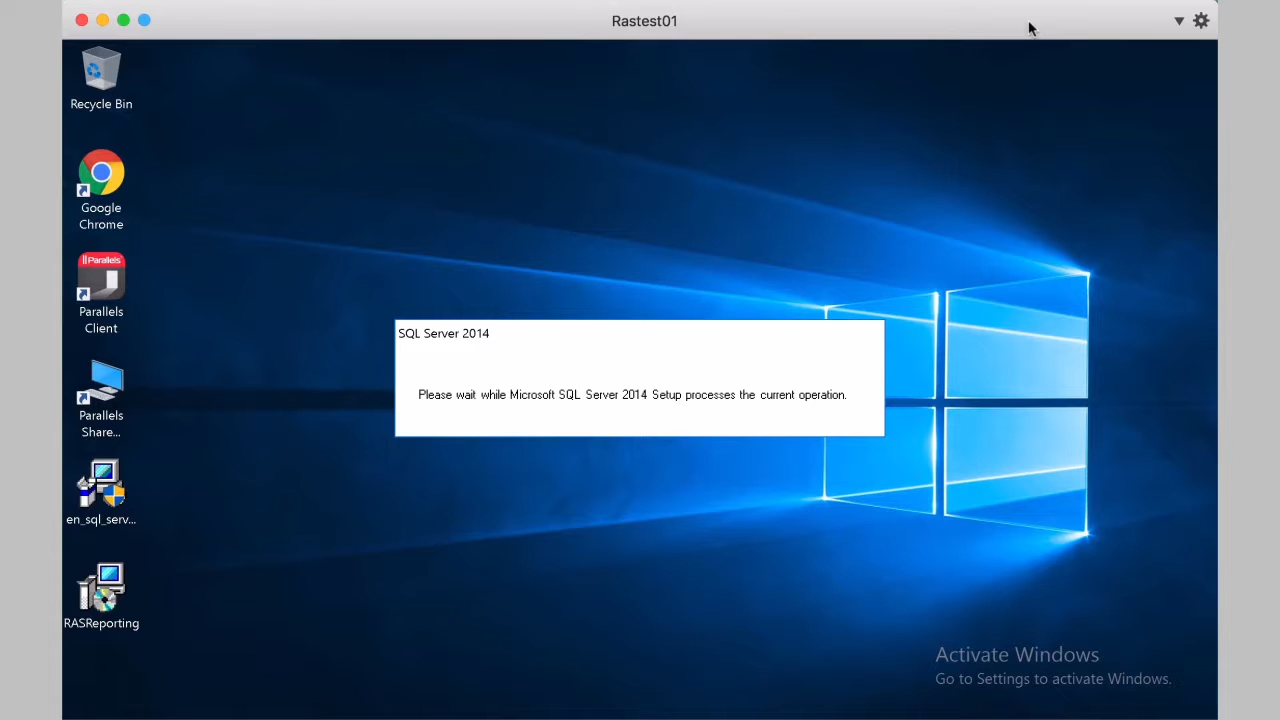 Rastest01
Recycle Bin
Google
Chrome
Parallels
Parallels
Client
Parallels
Share...
en_sql_serv...
RASReporting
SQL Server 2014
Please wait while Microsoft SQL Server 2014 Setup processes the current operation.
Activate Windows
Go to Settings to activate Windows.